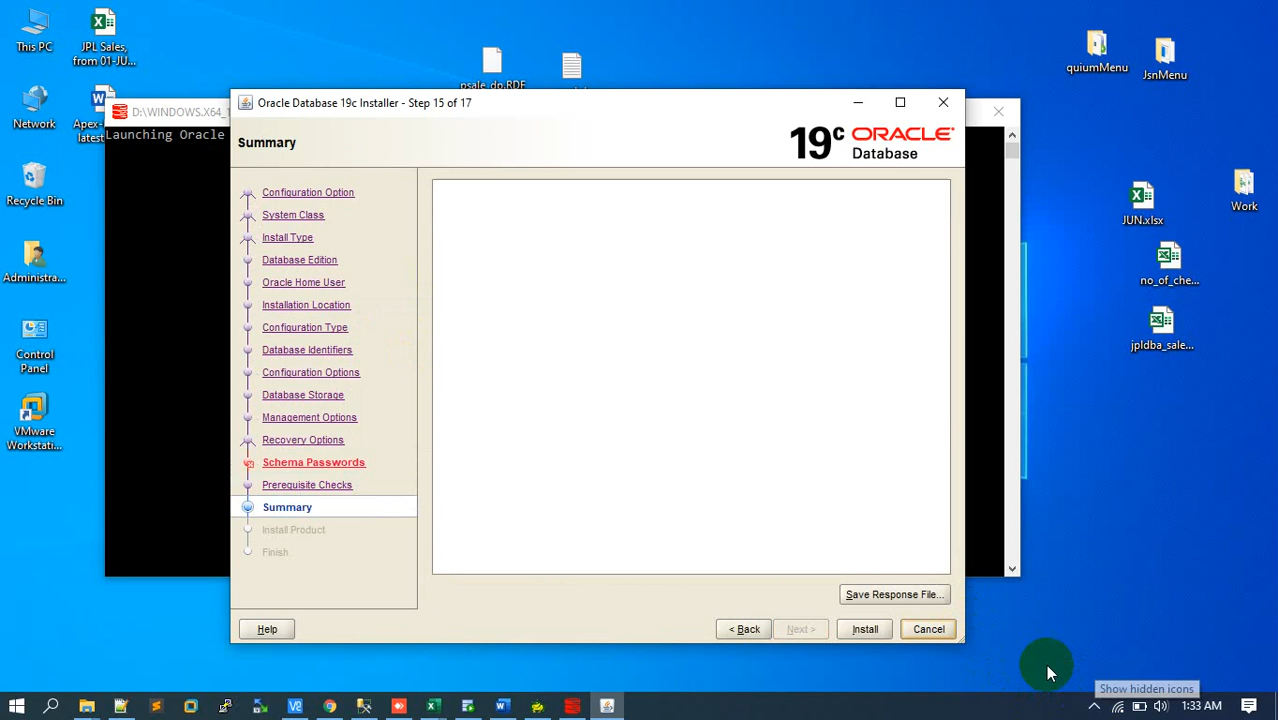 This PC
JPL Sales,
from 01-JU...
psale_dp.RDF
quiumMenu
JsnMenu
Network
Apex-
latest
D:\WINDOWS.X64_1
Launching Oracle
Oracle Database 19c Installer - Step 15 of 17
Summary
19c ORACLE
Database
Configuration Option
System Class
Install Type
Database Edition
Oracle Home User
Installation Location
Configuration Type
Database Identifiers
Configuration Options
Database Storage
Management Options
Recovery Options
Schema Passwords
Prerequisite Checks
Summary
Install Product
Finish
Save Response File...
Help
< Back
Next >
Install
Cancel
Recycle Bin
Administra...
Control
Panel
VMware
Workstati...
JUN.xlsx
Work
no_of_che...
jpldba_sale...
Show hidden icons
1:33 AM